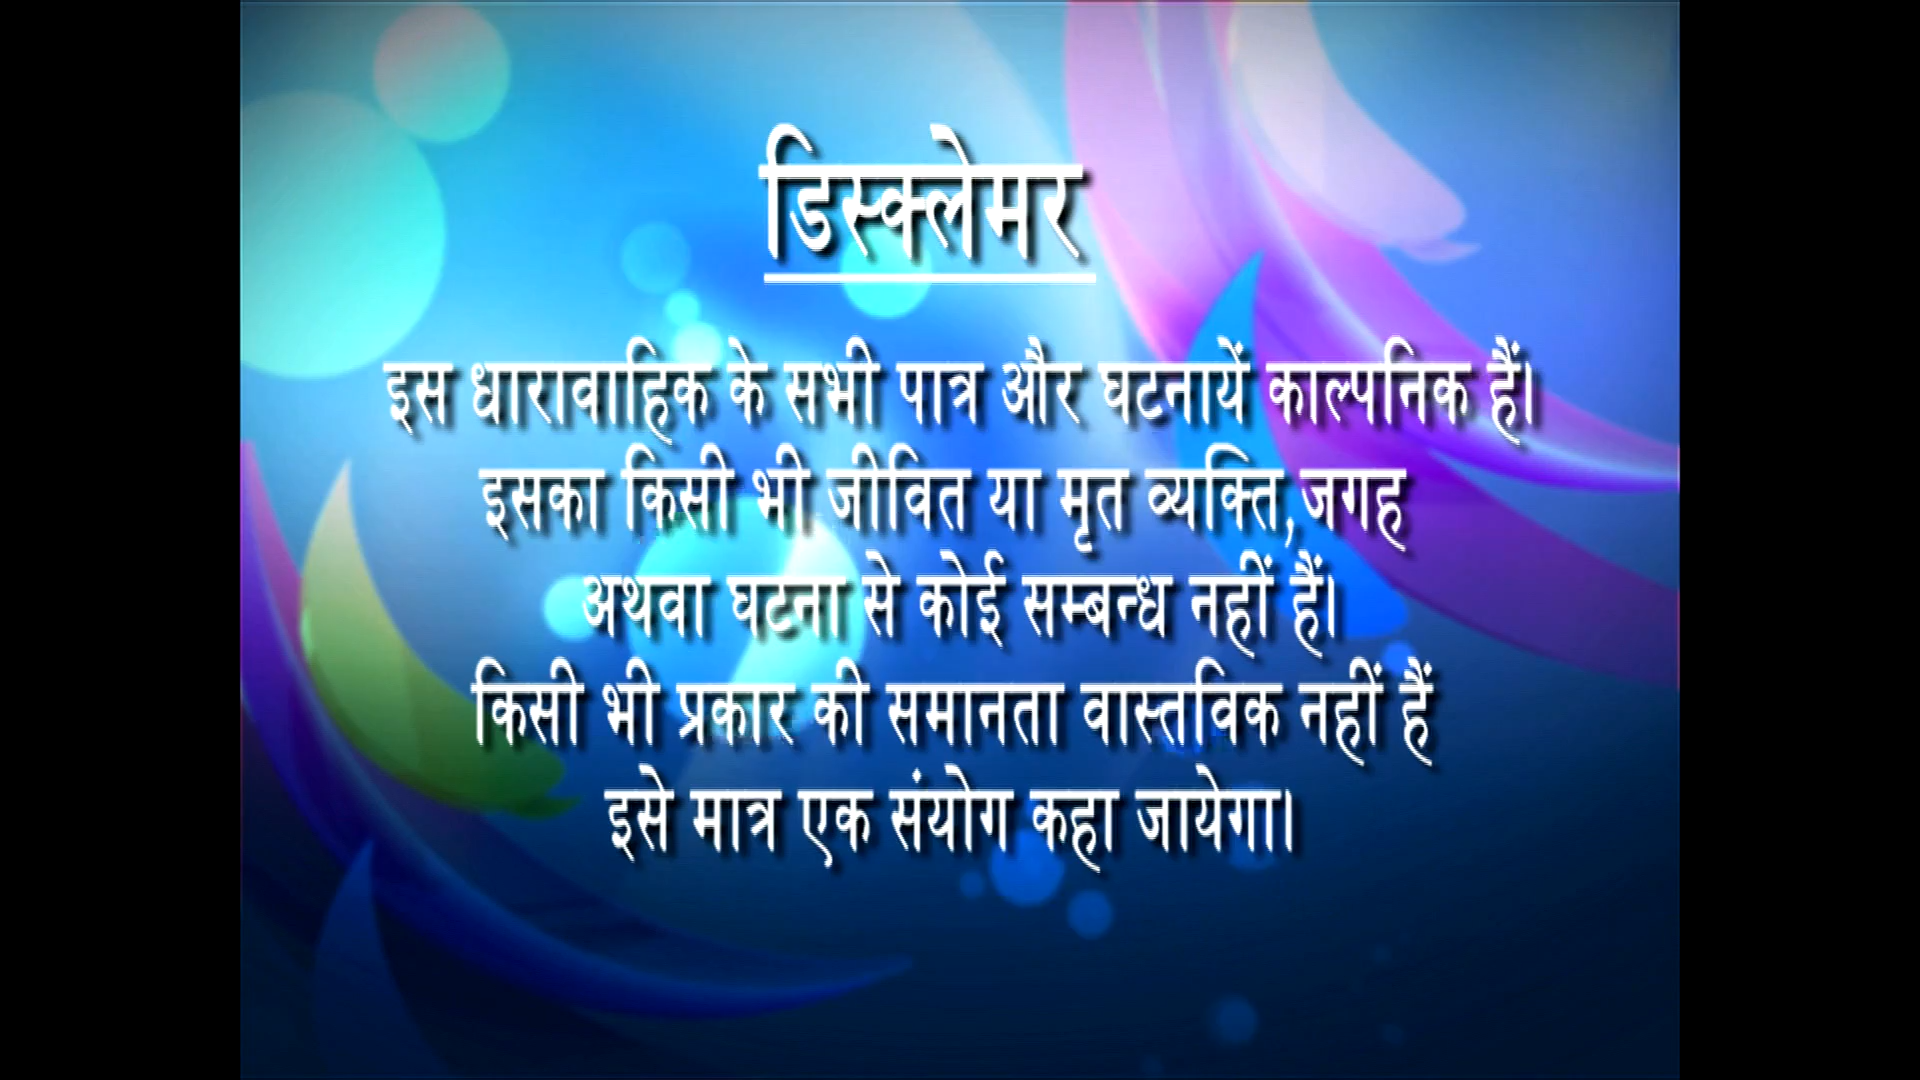 डिस्क्लेमर
इस धारावाहिक के सभी पात्र और घटनायें काल्पनिक हैं।
इसका किसी भी जीवित या मृत व्यक्ति,जगह
अथवा घटना से कोई सम्बन्ध नहीं हैं।
किसी भी प्रकार की समानता वास्तविक नहीं हैं
इसे मात्र एक संयोग कहा जायेगा।